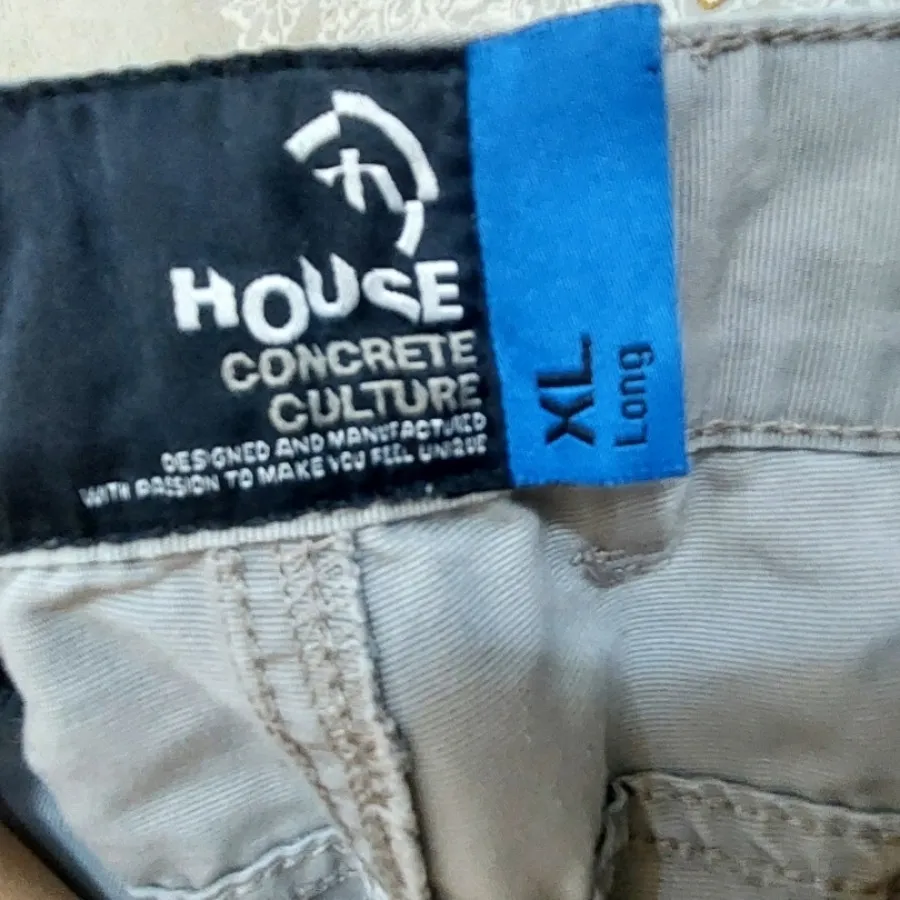 HOUSE
CONCRETE
CULTURE
DESIGNED AND MANUFACTURED
WITH PASSION TO MAKE YOU FEEL UNIQUE
XL
Long